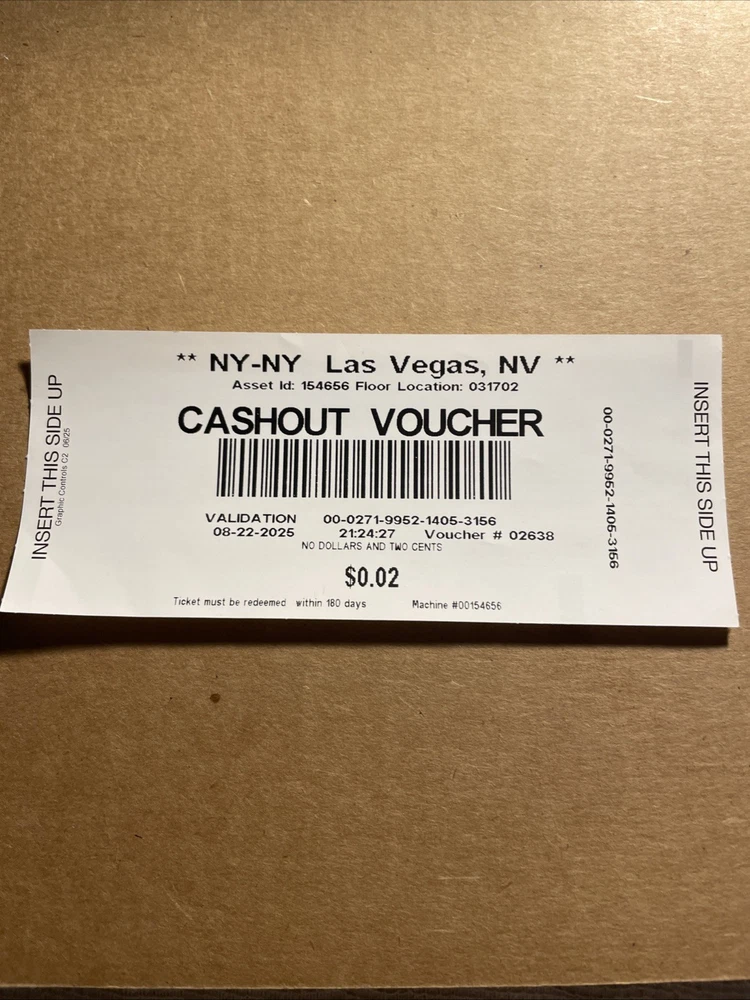 INSERT THIS SIDE UP
Graphic Controls C2 06/25
** NY-NY Las Vegas, NV **
Asset Id: 154656 Floor Location: 031702
CASHOUT VOUCHER
VALIDATION 00-0271-9952-1405-3156
08-22-2025 21:24:27 Voucher # 02638
NO DOLLARS AND TWO CENTS
$0.02
Ticket must be redeemed within 180 days Machine #00154656
00-0271-9952-1405-3156
INSERT THIS SIDE UP